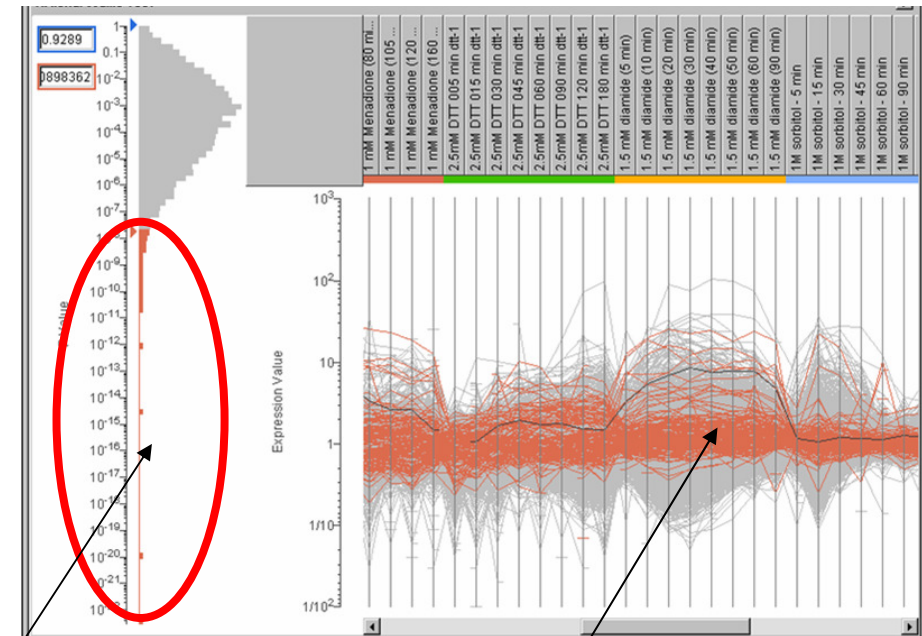 0.9289
0898362
1
0.1
10-2
10-3
10-4
10-5
10-6
10-7
10-9
10-10
10-11
10-12
10-13
10-14
10-15
10-16
10-17
10-18
10-19
10-20
10-21
1 mM Menadione (80 mi...
1 mM Menadione (105 ...
1 mM Menadione (120 ...
1 mM Menadione (160 ...
2.5mM DTT 005 min dtt-1
2.5mM DTT 015 min dtt-1
2.5mM DTT 030 min dtt-1
2.5mM DTT 045 min dtt-1
2.5mM DTT 060 min dtt-1
2.5mM DTT 090 min dtt-1
2.5mM DTT 120 min dtt-1
2.5mM DTT 180 min dtt-1
1.5 mM diamide (5 min)
1.5 mM diamide (10 min)
1.5 mM diamide (20 min)
1.5 mM diamide (30 min)
1.5 mM diamide (40 min)
1.5 mM diamide (50 min)
1.5 mM diamide (60 min)
1.5 mM diamide (90 min)
1M sorbitol - 5 min
1M sorbitol - 15 min
1M sorbitol - 30 min
1M sorbitol - 45 min
1M sorbitol - 60 min
1M sorbitol - 90 min
Expression Value
103
102
10
1
1/10
1/102